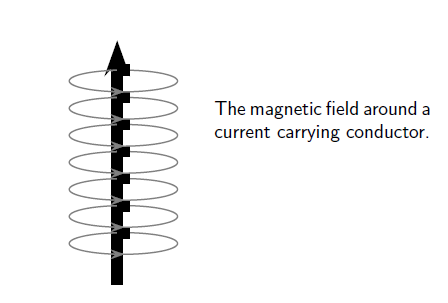 The magnetic field around a
current carrying conductor.